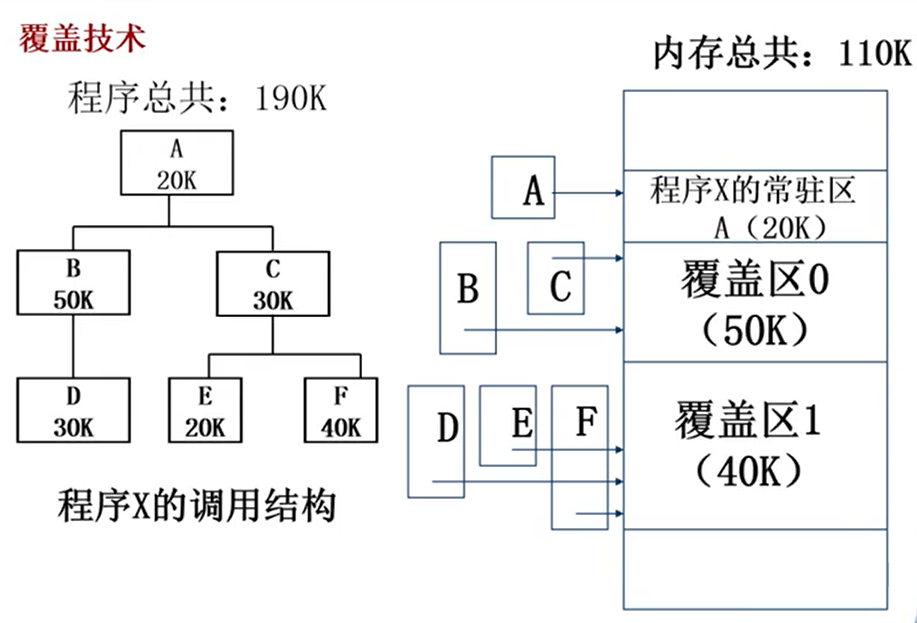 覆盖技术
程序总共：190K
A
20K
B
50K
C
30K
D
30K
E
20K
F
40K
程序X的调用结构
内存总共：110K
A
程序X的常驻区
A（20K）
B
C
覆盖区0
（50K）
D
E
F
覆盖区1
（40K）